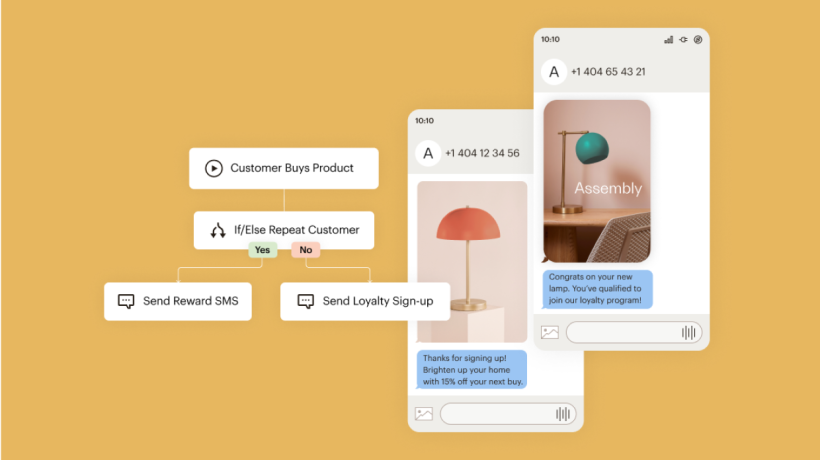 Customer Buys Product
If/Else Repeat Customer
Yes
No
Send Reward SMS
Send Loyalty Sign-up
10:10
A
+1 404 12 34 56
Thanks for signing up!
Brighten up your home
with 15% off your next buy.
10:10
A
+1 404 65 43 21
Assembly
Congrats on your new
lamp. You've qualified to
join our loyalty program!